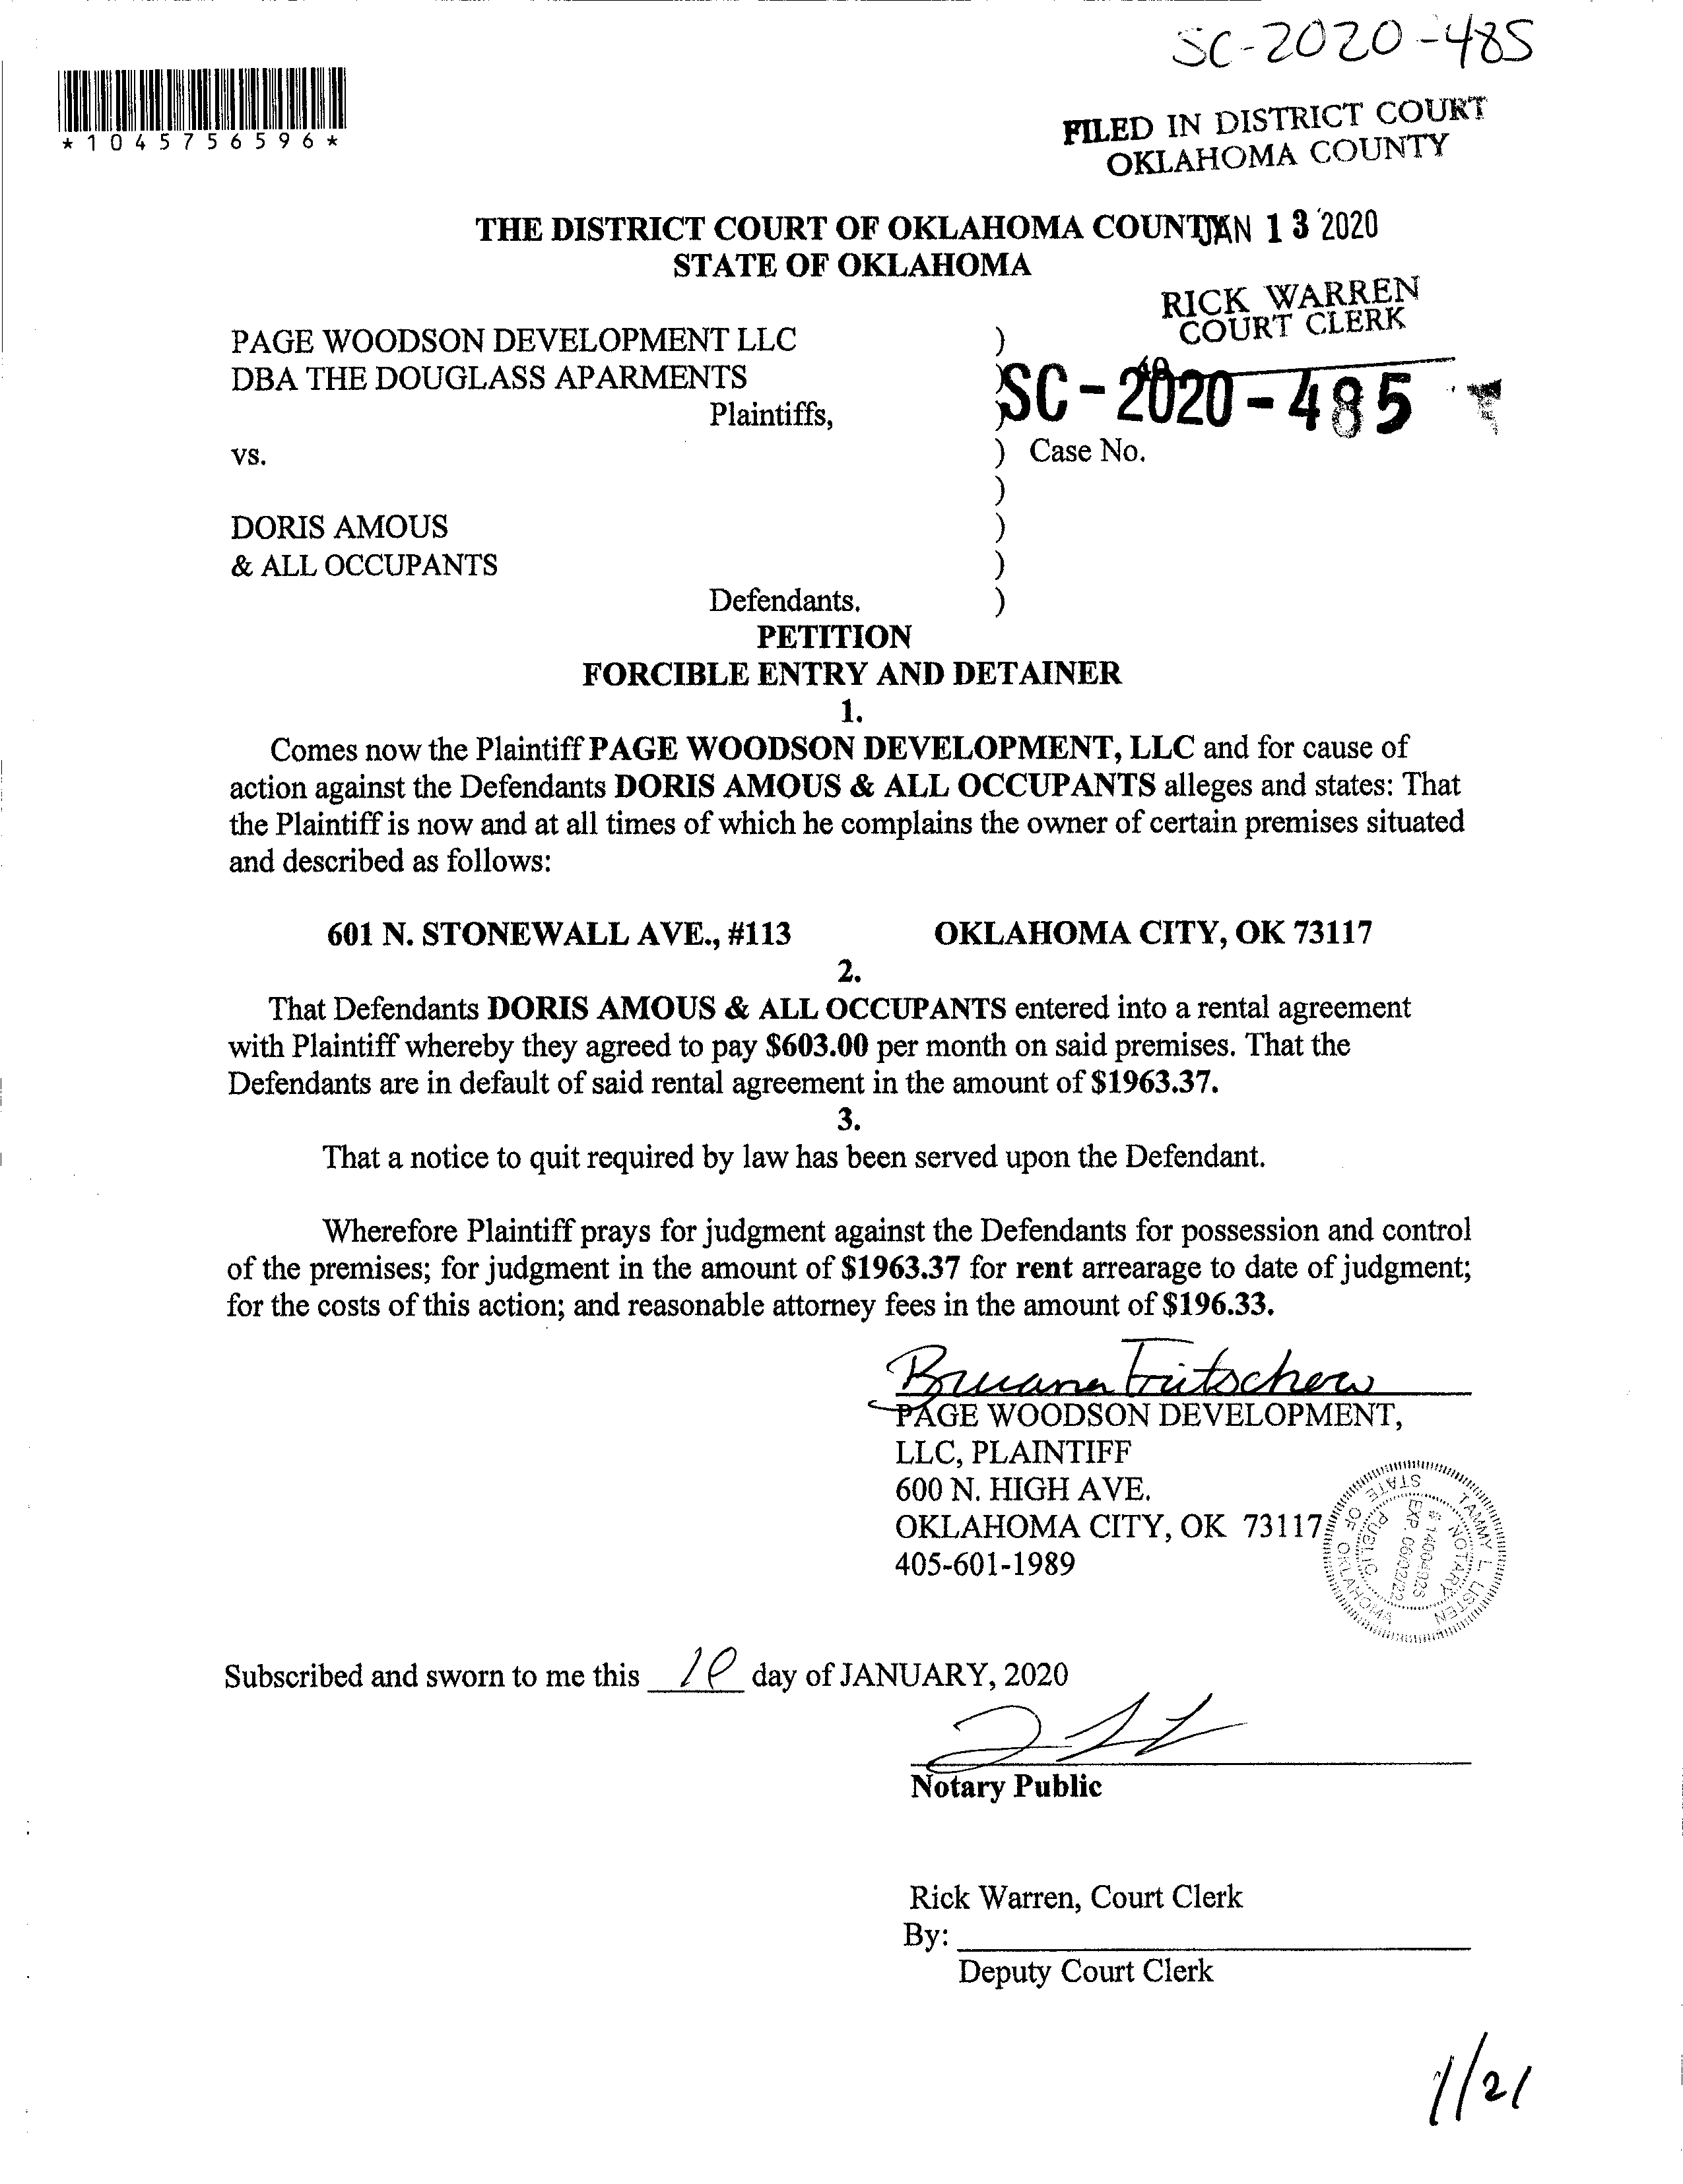 SC-2020-485
*1045756596*
FILED IN DISTRICT COURT
OKLAHOMA COUNTY
THE DISTRICT COURT OF OKLAHOMA COUNTY
JAN 13 2020
STATE OF OKLAHOMA
RICK WARREN
COURT CLERK
PAGE WOODSON DEVELOPMENT LLC )
DBA THE DOUGLASS APARMENTS )
SC-2020-485
Plaintiffs, )
vs. ) Case No.
)
DORIS AMOUS )
& ALL OCCUPANTS )
Defendants. )
PETITION
FORCIBLE ENTRY AND DETAINER
1.
Comes now the Plaintiff PAGE WOODSON DEVELOPMENT, LLC and for cause of
action against the Defendants DORIS AMOUS & ALL OCCUPANTS alleges and states: That
the Plaintiff is now and at all times of which he complains the owner of certain premises situated
and described as follows:
601 N. STONEWALL AVE., #113 OKLAHOMA CITY, OK 73117
2.
That Defendants DORIS AMOUS & ALL OCCUPANTS entered into a rental agreement
with Plaintiff whereby they agreed to pay $603.00 per month on said premises. That the
Defendants are in default of said rental agreement in the amount of $1963.37.
3.
That a notice to quit required by law has been served upon the Defendant.
Wherefore Plaintiff prays for judgment against the Defendants for possession and control
of the premises; for judgment in the amount of $1963.37 for rent arrearage to date of judgment;
for the costs of this action; and reasonable attorney fees in the amount of $196.33.
PAGE WOODSON DEVELOPMENT,
LLC, PLAINTIFF
600 N. HIGH AVE.
OKLAHOMA CITY, OK 73117
405-601-1989
TAMMY L. LISTEN
NOTARY
PUBLIC
STATE OF OKLAHOMA
EXP. 06/02/22
Subscribed and sworn to me this 10 day of JANUARY, 2020
Notary Public
Rick Warren, Court Clerk
By:
Deputy Court Clerk
1/21